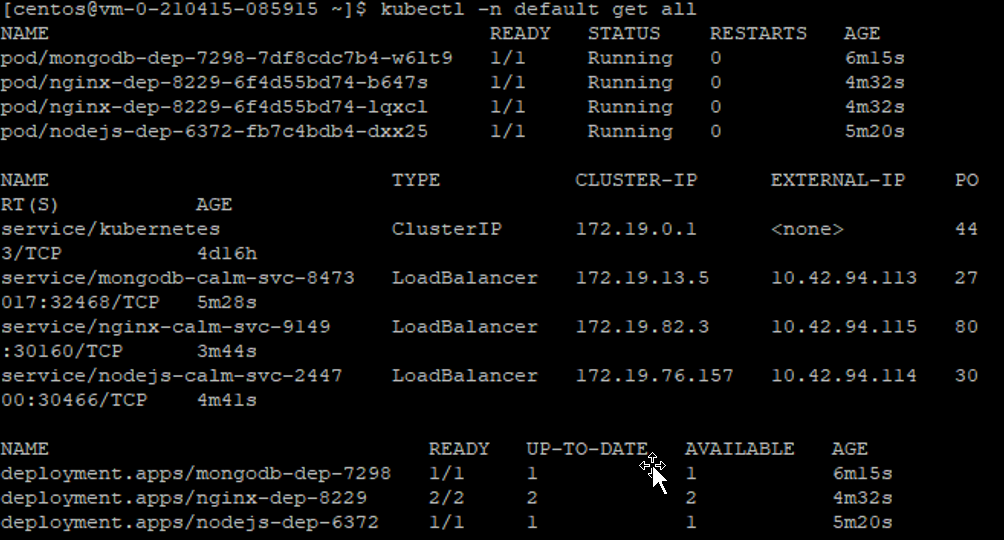 [centos@vm-0-210415-085915 ~]$ kubectl -n default get all
NAME                                    READY   STATUS    RESTARTS   AGE
pod/mongodb-dep-7298-7df8cdc7b4-w6lt9   1/1     Running   0          6m15s
pod/nginx-dep-8229-6f4d55bd74-b647s     1/1     Running   0          4m32s
pod/nginx-dep-8229-6f4d55bd74-lqxcl     1/1     Running   0          4m32s
pod/nodejs-dep-6372-fb7c4bdb4-dxx25     1/1     Running   0          5m20s
NAME                            TYPE           CLUSTER-IP      EXTERNAL-IP    PO
RT(S)           AGE
service/kubernetes              ClusterIP      172.19.0.1      <none>         44
3/TCP           4d16h
service/mongodb-calm-svc-8473   LoadBalancer   172.19.13.5     10.42.94.113   27
017:32468/TCP   5m28s
service/nginx-calm-svc-9149     LoadBalancer   172.19.82.3     10.42.94.115   80
:30160/TCP      3m44s
service/nodejs-calm-svc-2447    LoadBalancer   172.19.76.157   10.42.94.114   30
00:30466/TCP    4m41s
NAME                               READY   UP-TO-DATE   AVAILABLE   AGE
deployment.apps/mongodb-dep-7298   1/1     1            1           6m15s
deployment.apps/nginx-dep-8229     2/2     2            2           4m32s
deployment.apps/nodejs-dep-6372    1/1     1            1           5m20s